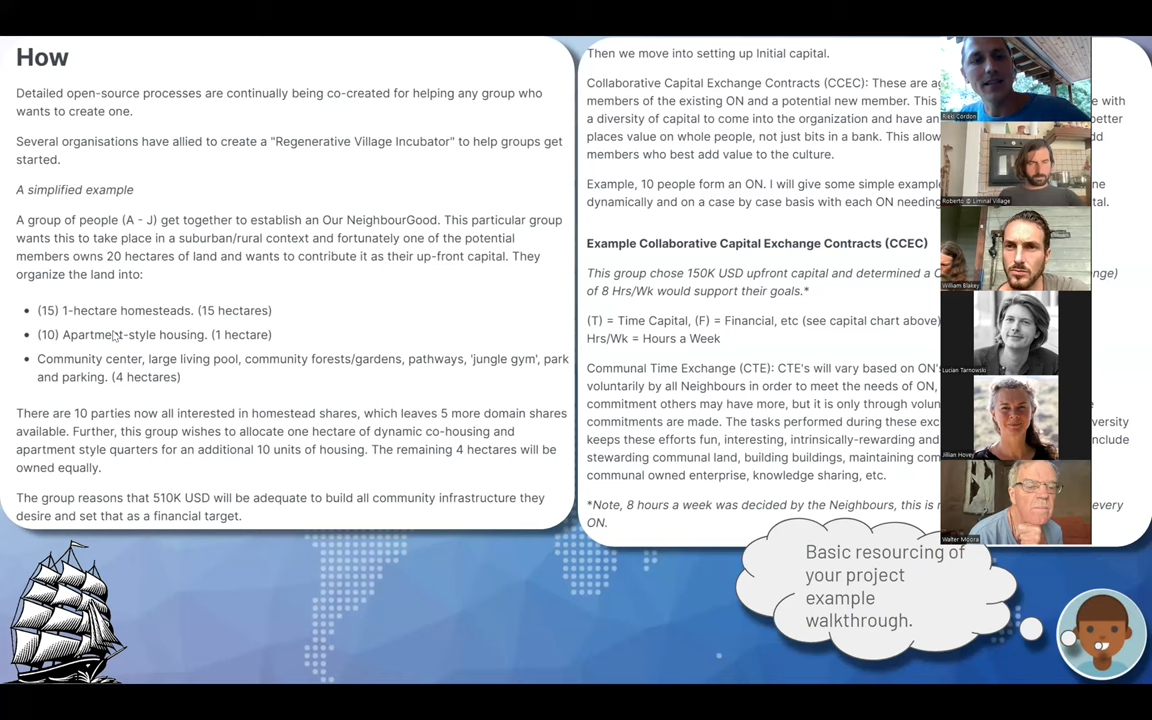 How
Detailed open-source processes are continually being co-created for helping any group who
wants to create one.
Several organisations have allied to create a "Regenerative Village Incubator" to help groups get
started.
A simplified example
A group of people (A - J) get together to establish an Our NeighbourGood. This particular group
wants this to take place in a suburban/rural context and fortunately one of the potential
members owns 20 hectares of land and wants to contribute it as their up-front capital. They
organize the land into:
(15) 1-hectare homesteads. (15 hectares)
(10) Apartment-style housing. (1 hectare)
Community center, large living pool, community forests/gardens, pathways, 'jungle gym', park
and parking. (4 hectares)
There are 10 parties now all interested in homestead shares, which leaves 5 more domain shares
available. Further, this group wishes to allocate one hectare of dynamic co-housing and
apartment style quarters for an additional 10 units of housing. The remaining 4 hectares will be
owned equally.
The group reasons that 510K USD will be adequate to build all community infrastructure they
desire and set that as a financial target.
Then we move into setting up Initial capital.
Collaborative Capital Exchange Contracts (CCEC): These are
members of the existing ON and a potential new member. This with
a diversity of capital to come into the organization and have an better
places value on whole people, not just bits in a bank. This
members who best add value to the culture.
Example, 10 people form an ON. I will give some simple
dynamically and on a case by case basis with each ON
Example Collaborative Capital Exchange Contracts (CCEC)
This group chose 150K USD upfront capital and determined a
of 8 Hrs/Wk would support their goals.*
(T) = Time Capital, (F) = Financial, etc (see capital chart above)
Hrs/Wk = Hours a Week
Communal Time Exchange (CTE): CTE's will vary based on ON'
voluntarily by all Neighbours in order to meet the needs of ON,
commitment others may have more, but it is only through
commitments are made. The tasks performed during these
keeps these efforts fun, interesting, intrinsically-rewarding and include
stewarding communal land, building buildings, maintaining
communal owned enterprise, knowledge sharing, etc.
*Note, 8 hours a week was decided by the Neighbours, this is every
ON.
Basic resourcing of
your project
example
walkthrough.
Rieki Cordon
Roberto @ Liminal Village
William Blakey
Lucian Tarnowski
Jillian Hovey
Walter Moora